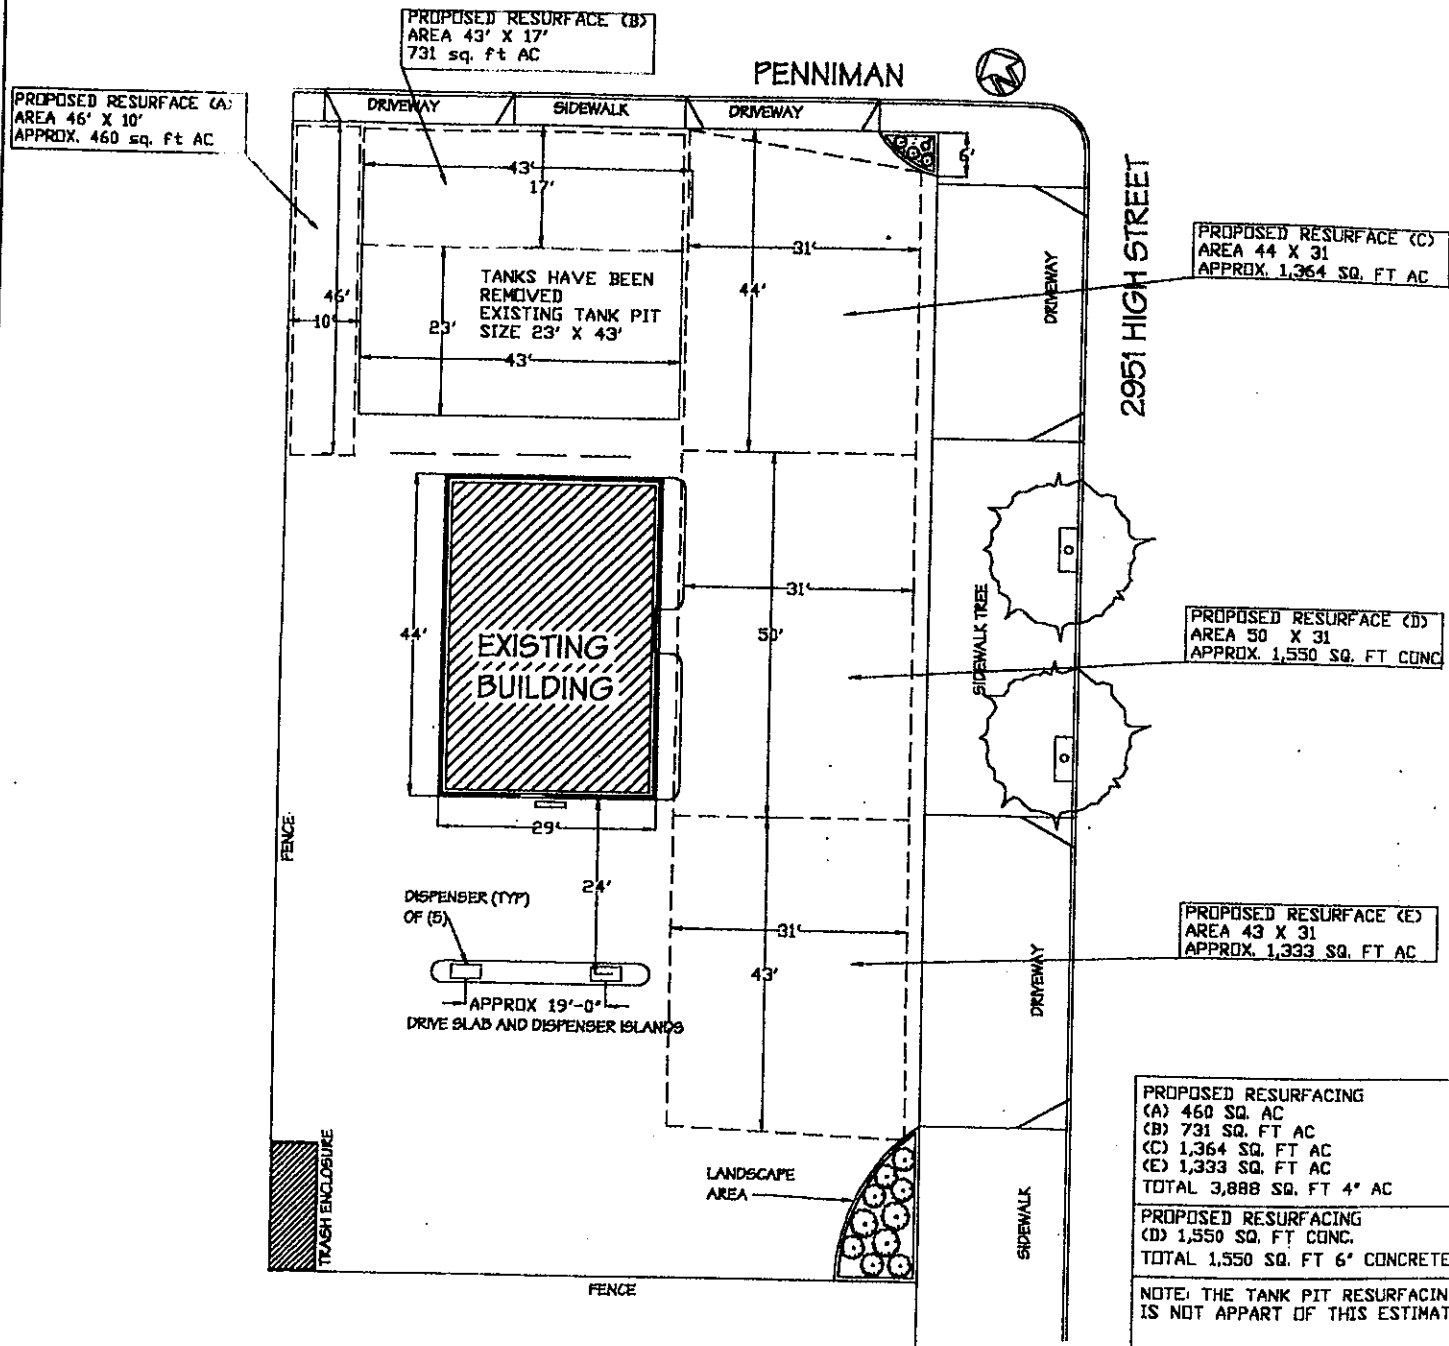 PROPOSED RESURFACE (B)
AREA 43' X 17'
731 sq. ft AC
PENNIMAN
PROPOSED RESURFACE (A)
AREA 46' X 10'
APPROX. 460 sq. ft AC
DRIVEWAY
SIDEWALK
DRIVEWAY
6'
43'
17'
2951 HIGH STREET
PROPOSED RESURFACE (C)
AREA 44 X 31
APPROX. 1,364 SQ. FT AC
31'
44'
DRIVEWAY
TANKS HAVE BEEN
REMOVED
EXISTING TANK PIT
SIZE 23' X 43'
46'
10'
23'
43'
31'
50'
SIDEWALK TREE
PROPOSED RESURFACE (D)
AREA 50 X 31
APPROX. 1,550 SQ. FT CONC
44'
EXISTING
BUILDING
29'
FENCE
24'
DISPENSER (TYP)
OF (5)
31'
43'
PROPOSED RESURFACE (E)
AREA 43 X 31
APPROX. 1,333 SQ. FT AC
DRIVEWAY
APPROX 19'-0"
DRIVE SLAB AND DISPENSER ISLANDS
TRASH ENCLOSURE
LANDSCAPE
AREA
SIDEWALK
FENCE
PROPOSED RESURFACING
(A) 460 SQ. AC
(B) 731 SQ. FT AC
(C) 1,364 SQ. FT AC
(E) 1,333 SQ. FT AC
TOTAL 3,888 SQ. FT 4" AC
PROPOSED RESURFACING
(D) 1,550 SQ. FT CONC.
TOTAL 1,550 SQ. FT 6" CONCRETE
NOTE: THE TANK PIT RESURFACIN
IS NOT APPART OF THIS ESTIMAT